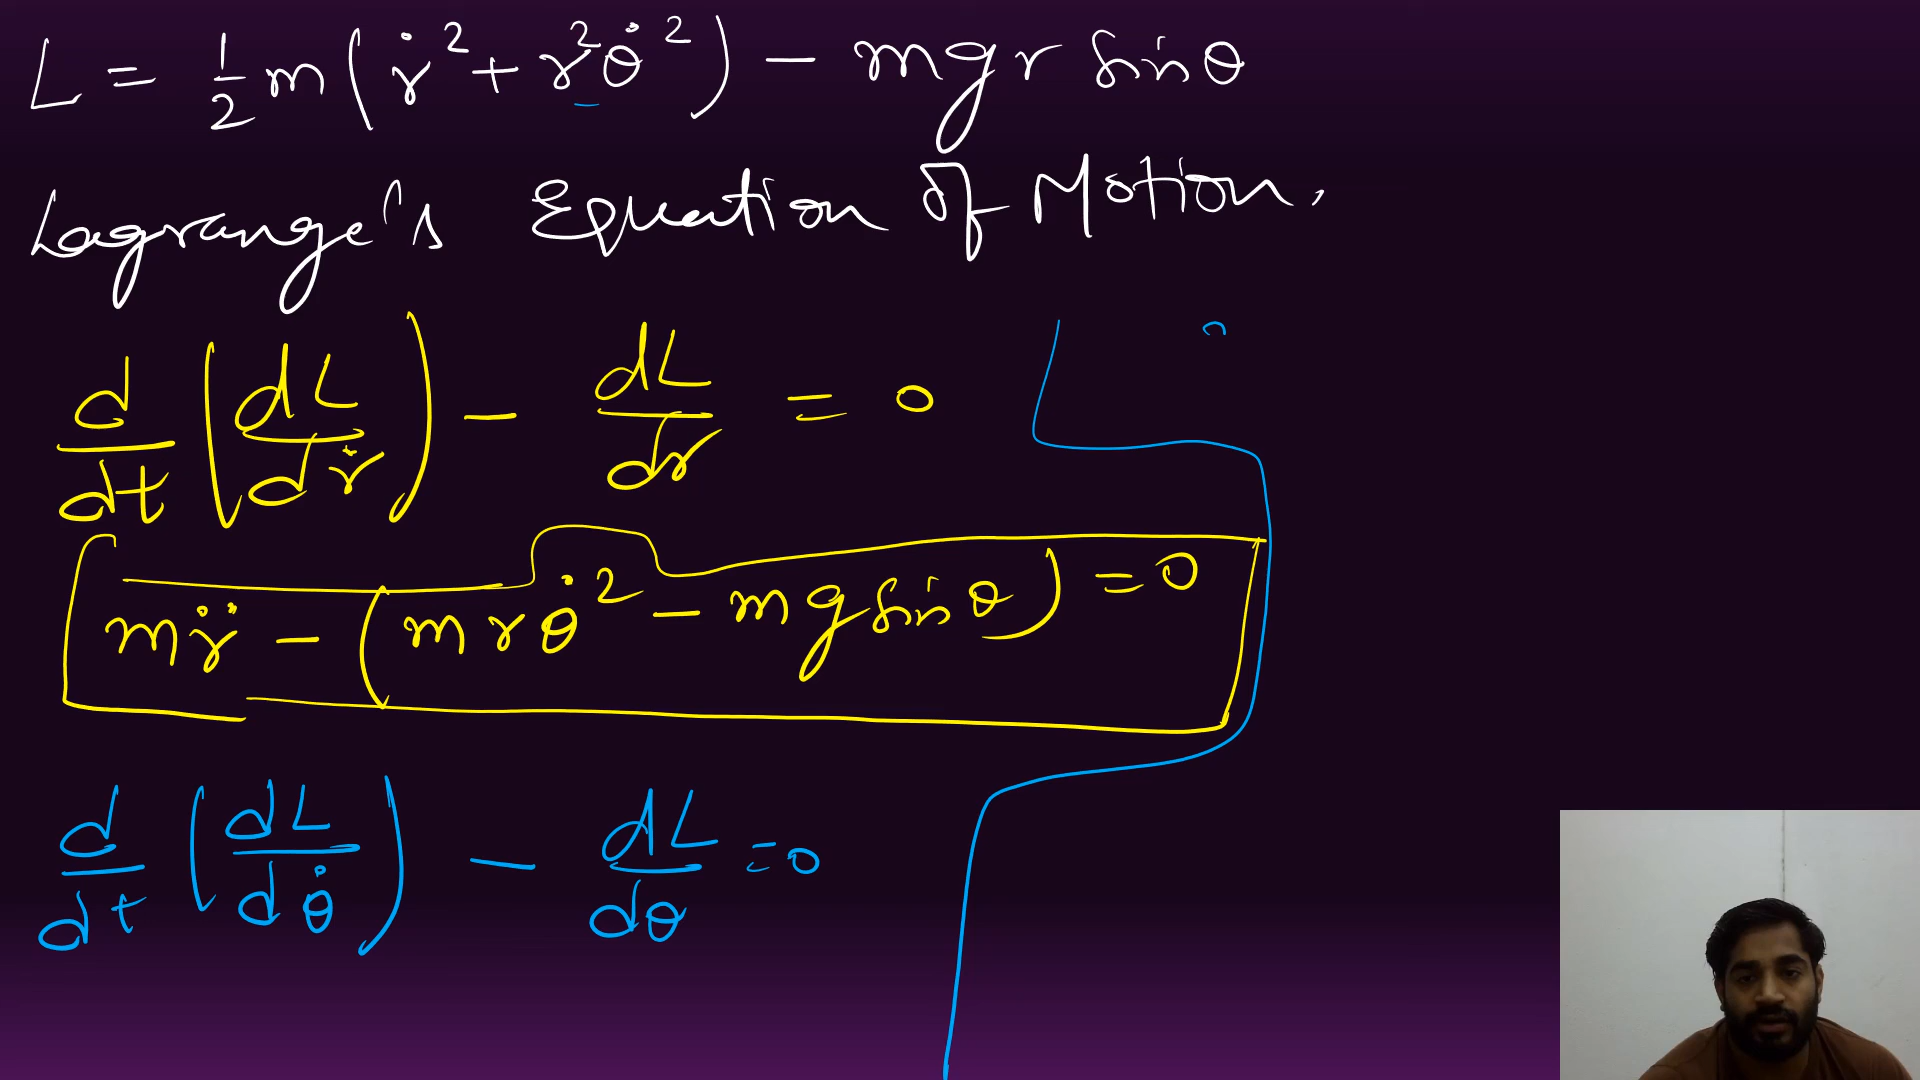 L = 1/2 m(ṙ² + r²θ̇²) - mgr sinθ
Lagrange's Equation Of Motion.
d/dt (dL/dṙ) - dL/dr = 0
mr̈ - (mrθ̇² - mg sinθ) = 0
d/dt (dL/dθ̇) - dL/dθ = 0